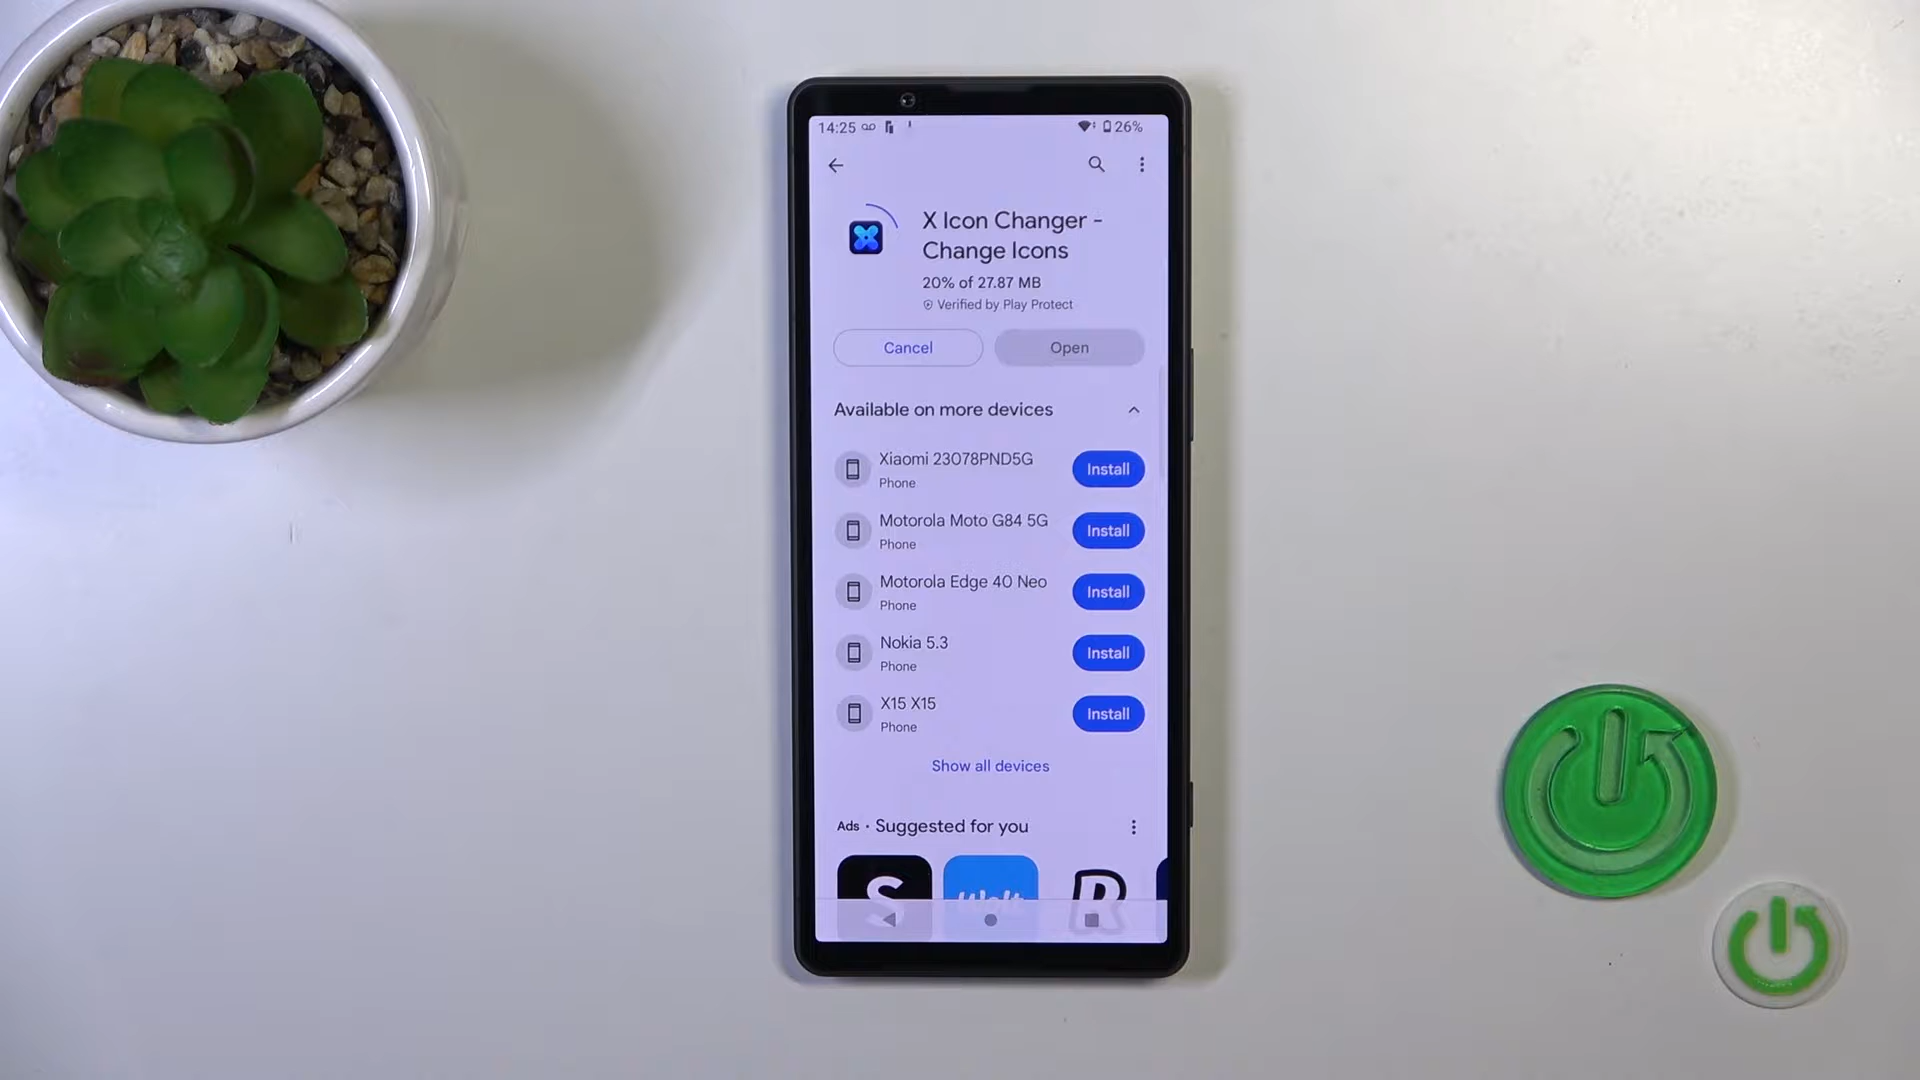 14:25
26%
X Icon Changer -
Change Icons
20% of 27.87 MB
Verified by Play Protect
Cancel
Open
Available on more devices
Xiaomi 23078PND5G
Phone
Install
Motorola Moto G84 5G
Phone
Install
Motorola Edge 40 Neo
Phone
Install
Nokia 5.3
Phone
Install
X15 X15
Phone
Install
Show all devices
Ads · Suggested for you
S
Wolt
R